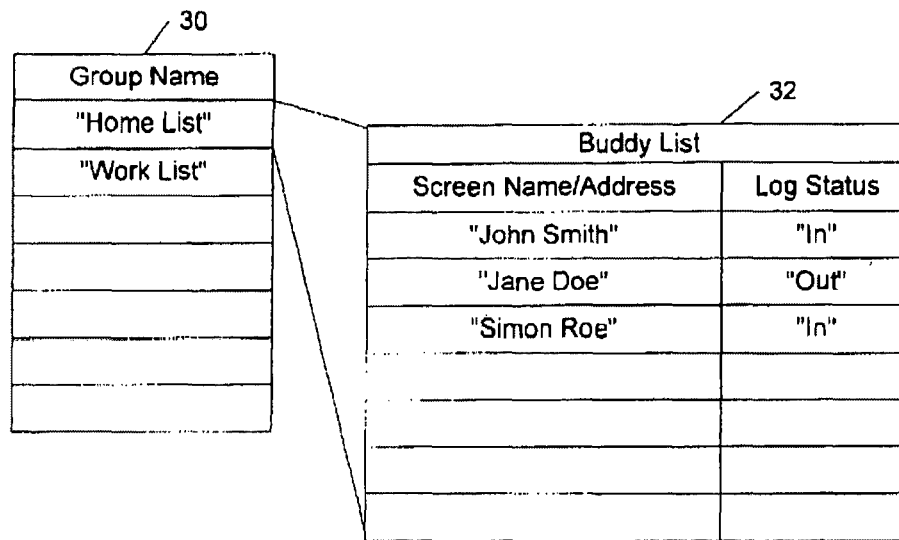 30
Group Name
"Home List"
"Work List"
32
Buddy List
Screen Name/Address Log Status
"John Smith" "In"
"Jane Doe" "Out"
"Simon Roe" "In"